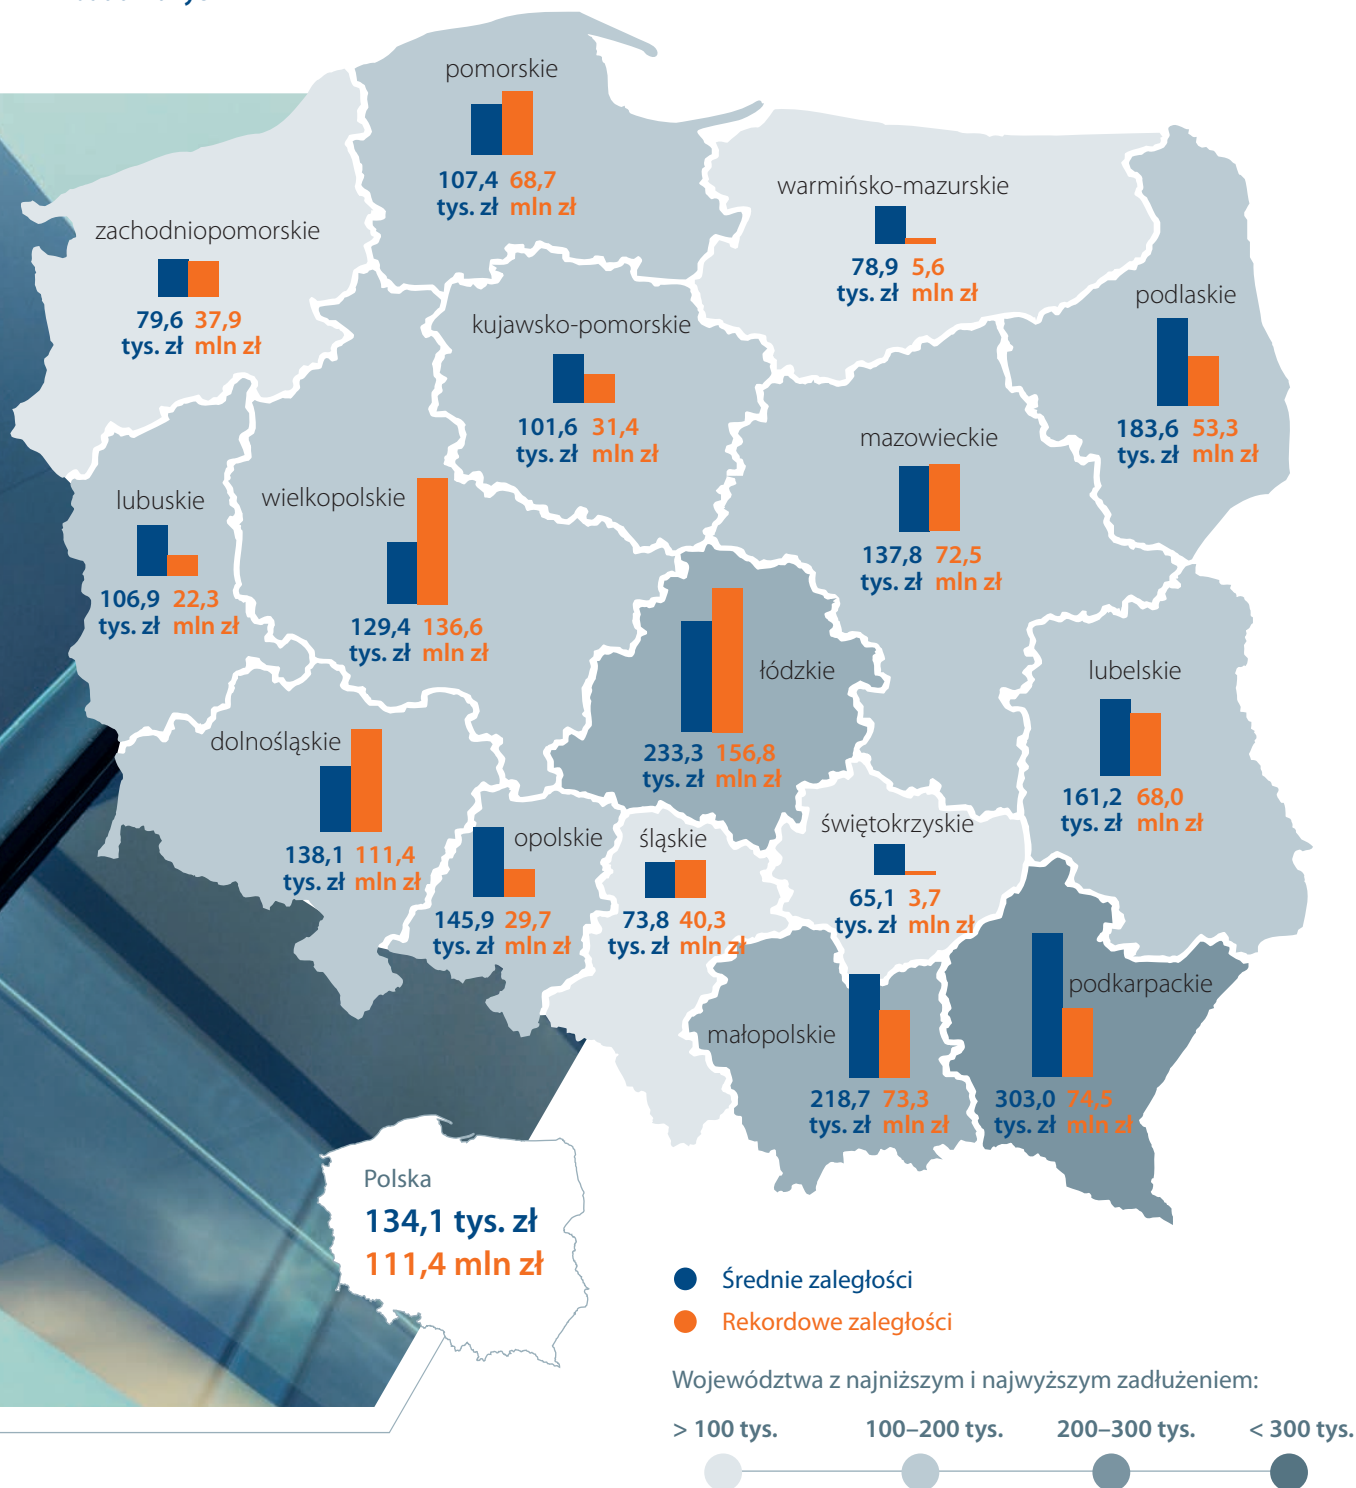 pomorskie
107,4 68,7
tys. zł mln zł
warmińsko-mazurskie
78,9 5,6
tys. zł mln zł
zachodniopomorskie
79,6 37,9
tys. zł mln zł
podlaskie
183,6 53,3
tys. zł mln zł
kujawsko-pomorskie
101,6 31,4
tys. zł mln zł
mazowieckie
137,8 72,5
tys. zł mln zł
lubuskie
106,9 22,3
tys. zł mln zł
wielkopolskie
129,4 136,6
tys. zł mln zł
łódzkie
233,3 156,8
tys. zł mln zł
lubelskie
161,2 68,0
tys. zł mln zł
dolnośląskie
138,1 111,4
tys. zł mln zł
opolskie
145,9 29,7
tys. zł mln zł
śląskie
73,8 40,3
tys. zł mln zł
świętokrzyskie
65,1 3,7
tys. zł mln zł
małopolskie
218,7 73,3
tys. zł mln zł
podkarpackie
303,0 74,5
tys. zł mln zł
Polska
134,1 tys. zł
111,4 mln zł
Średnie zaległości
Rekordowe zaległości
Województwa z najniższym i najwyższym zadłużeniem:
> 100 tys. 100–200 tys. 200–300 tys. < 300 tys.